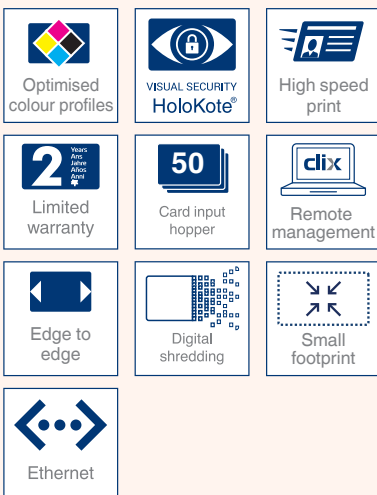 Optimised
colour profiles
VISUAL SECURITY
HoloKote®
High speed
print
2
Years
Ans
Jahre
Años
Anni
年
Limited
warranty
50
Card input
hopper
clix
Remote
management
Edge to
edge
Digital
shredding
Small
footprint
Ethernet